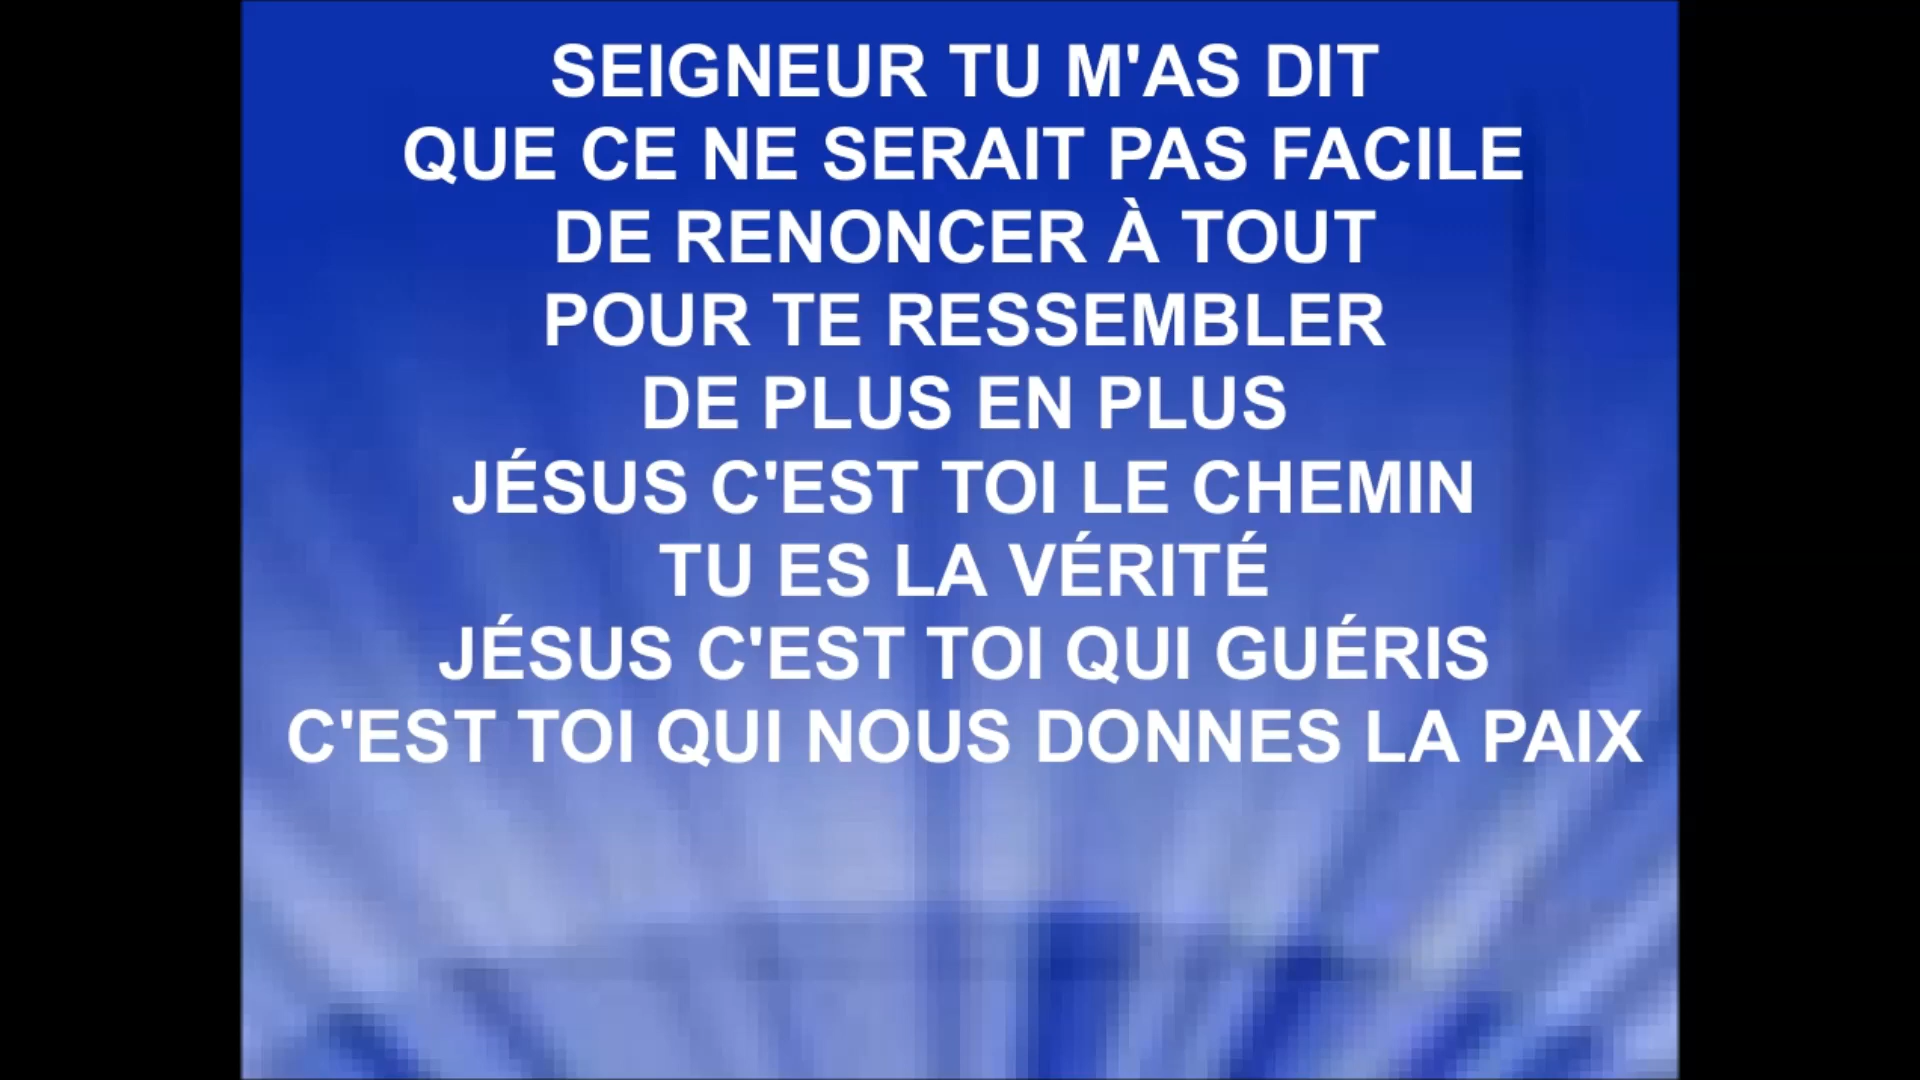 SEIGNEUR TU M'AS DIT
QUE CE NE SERAIT PAS FACILE
DE RENONCER À TOUT
POUR TE RESSEMBLER
DE PLUS EN PLUS
JÉSUS C'EST TOI LE CHEMIN
TU ES LA VÉRITÉ
JÉSUS C'EST TOI QUI GUÉRIS
C'EST TOI QUI NOUS DONNES LA PAIX